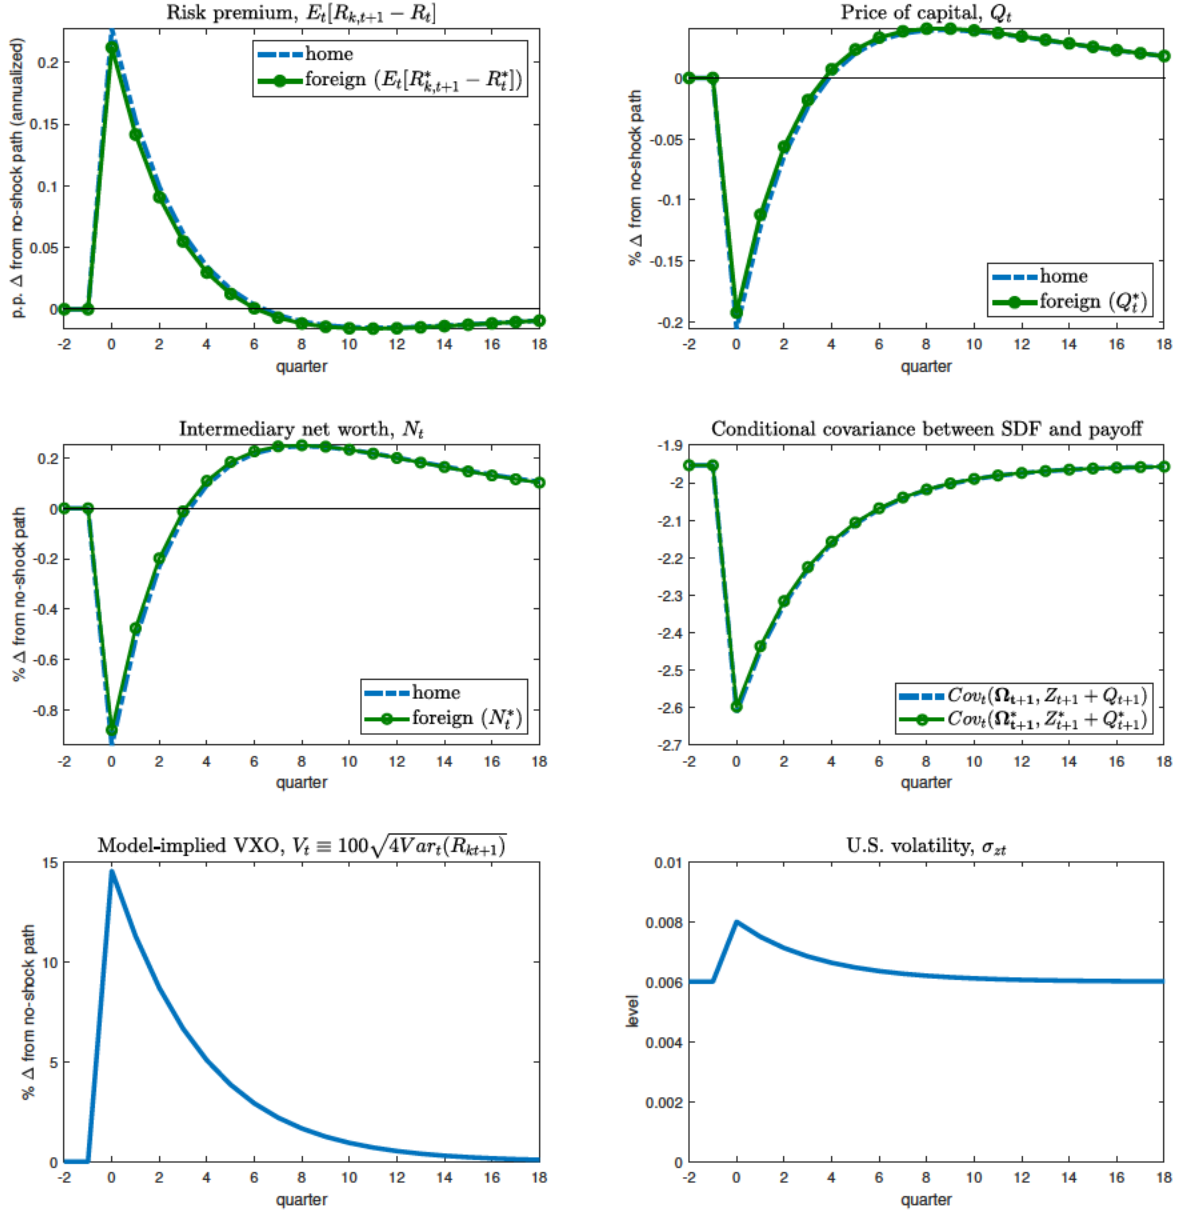 Risk premium, $E_t[R_{k,t+1} - R_t]$
p.p. Δ from no-shock path (annualized)
0.2
0.15
0.1
0.05
0
home
foreign ($E_t[R^*_{k,t+1} - R^*_t]$)
-2 0 2 4 6 8 10 12 14 16 18
quarter
Price of capital, $Q_t$
% Δ from no-shock path
0
-0.05
-0.1
-0.15
-0.2
home
foreign ($Q^*_t$)
-2 0 2 4 6 8 10 12 14 16 18
quarter
Intermediary net worth, $N_t$
% Δ from no-shock path
0.2
0
-0.2
-0.4
-0.6
-0.8
home
foreign ($N^*_t$)
-2 0 2 4 6 8 10 12 14 16 18
quarter
Conditional covariance between SDF and payoff
-1.9
-2
-2.1
-2.2
-2.3
-2.4
-2.5
-2.6
-2.7
$Cov_t(\mathbf{\Omega_{t+1}}, Z_{t+1} + Q_{t+1})$
$Cov_t(\mathbf{\Omega^*_{t+1}}, Z^*_{t+1} + Q^*_{t+1})$
-2 0 2 4 6 8 10 12 14 16 18
quarter
Model-implied VXO, $V_t \equiv 100\sqrt{4Var_t(R_{kt+1})}$
% Δ from no-shock path
15
10
5
0
-2 0 2 4 6 8 10 12 14 16 18
quarter
U.S. volatility, $\sigma_{zt}$
level
0.01
0.008
0.006
0.004
0.002
0
-2 0 2 4 6 8 10 12 14 16 18
quarter